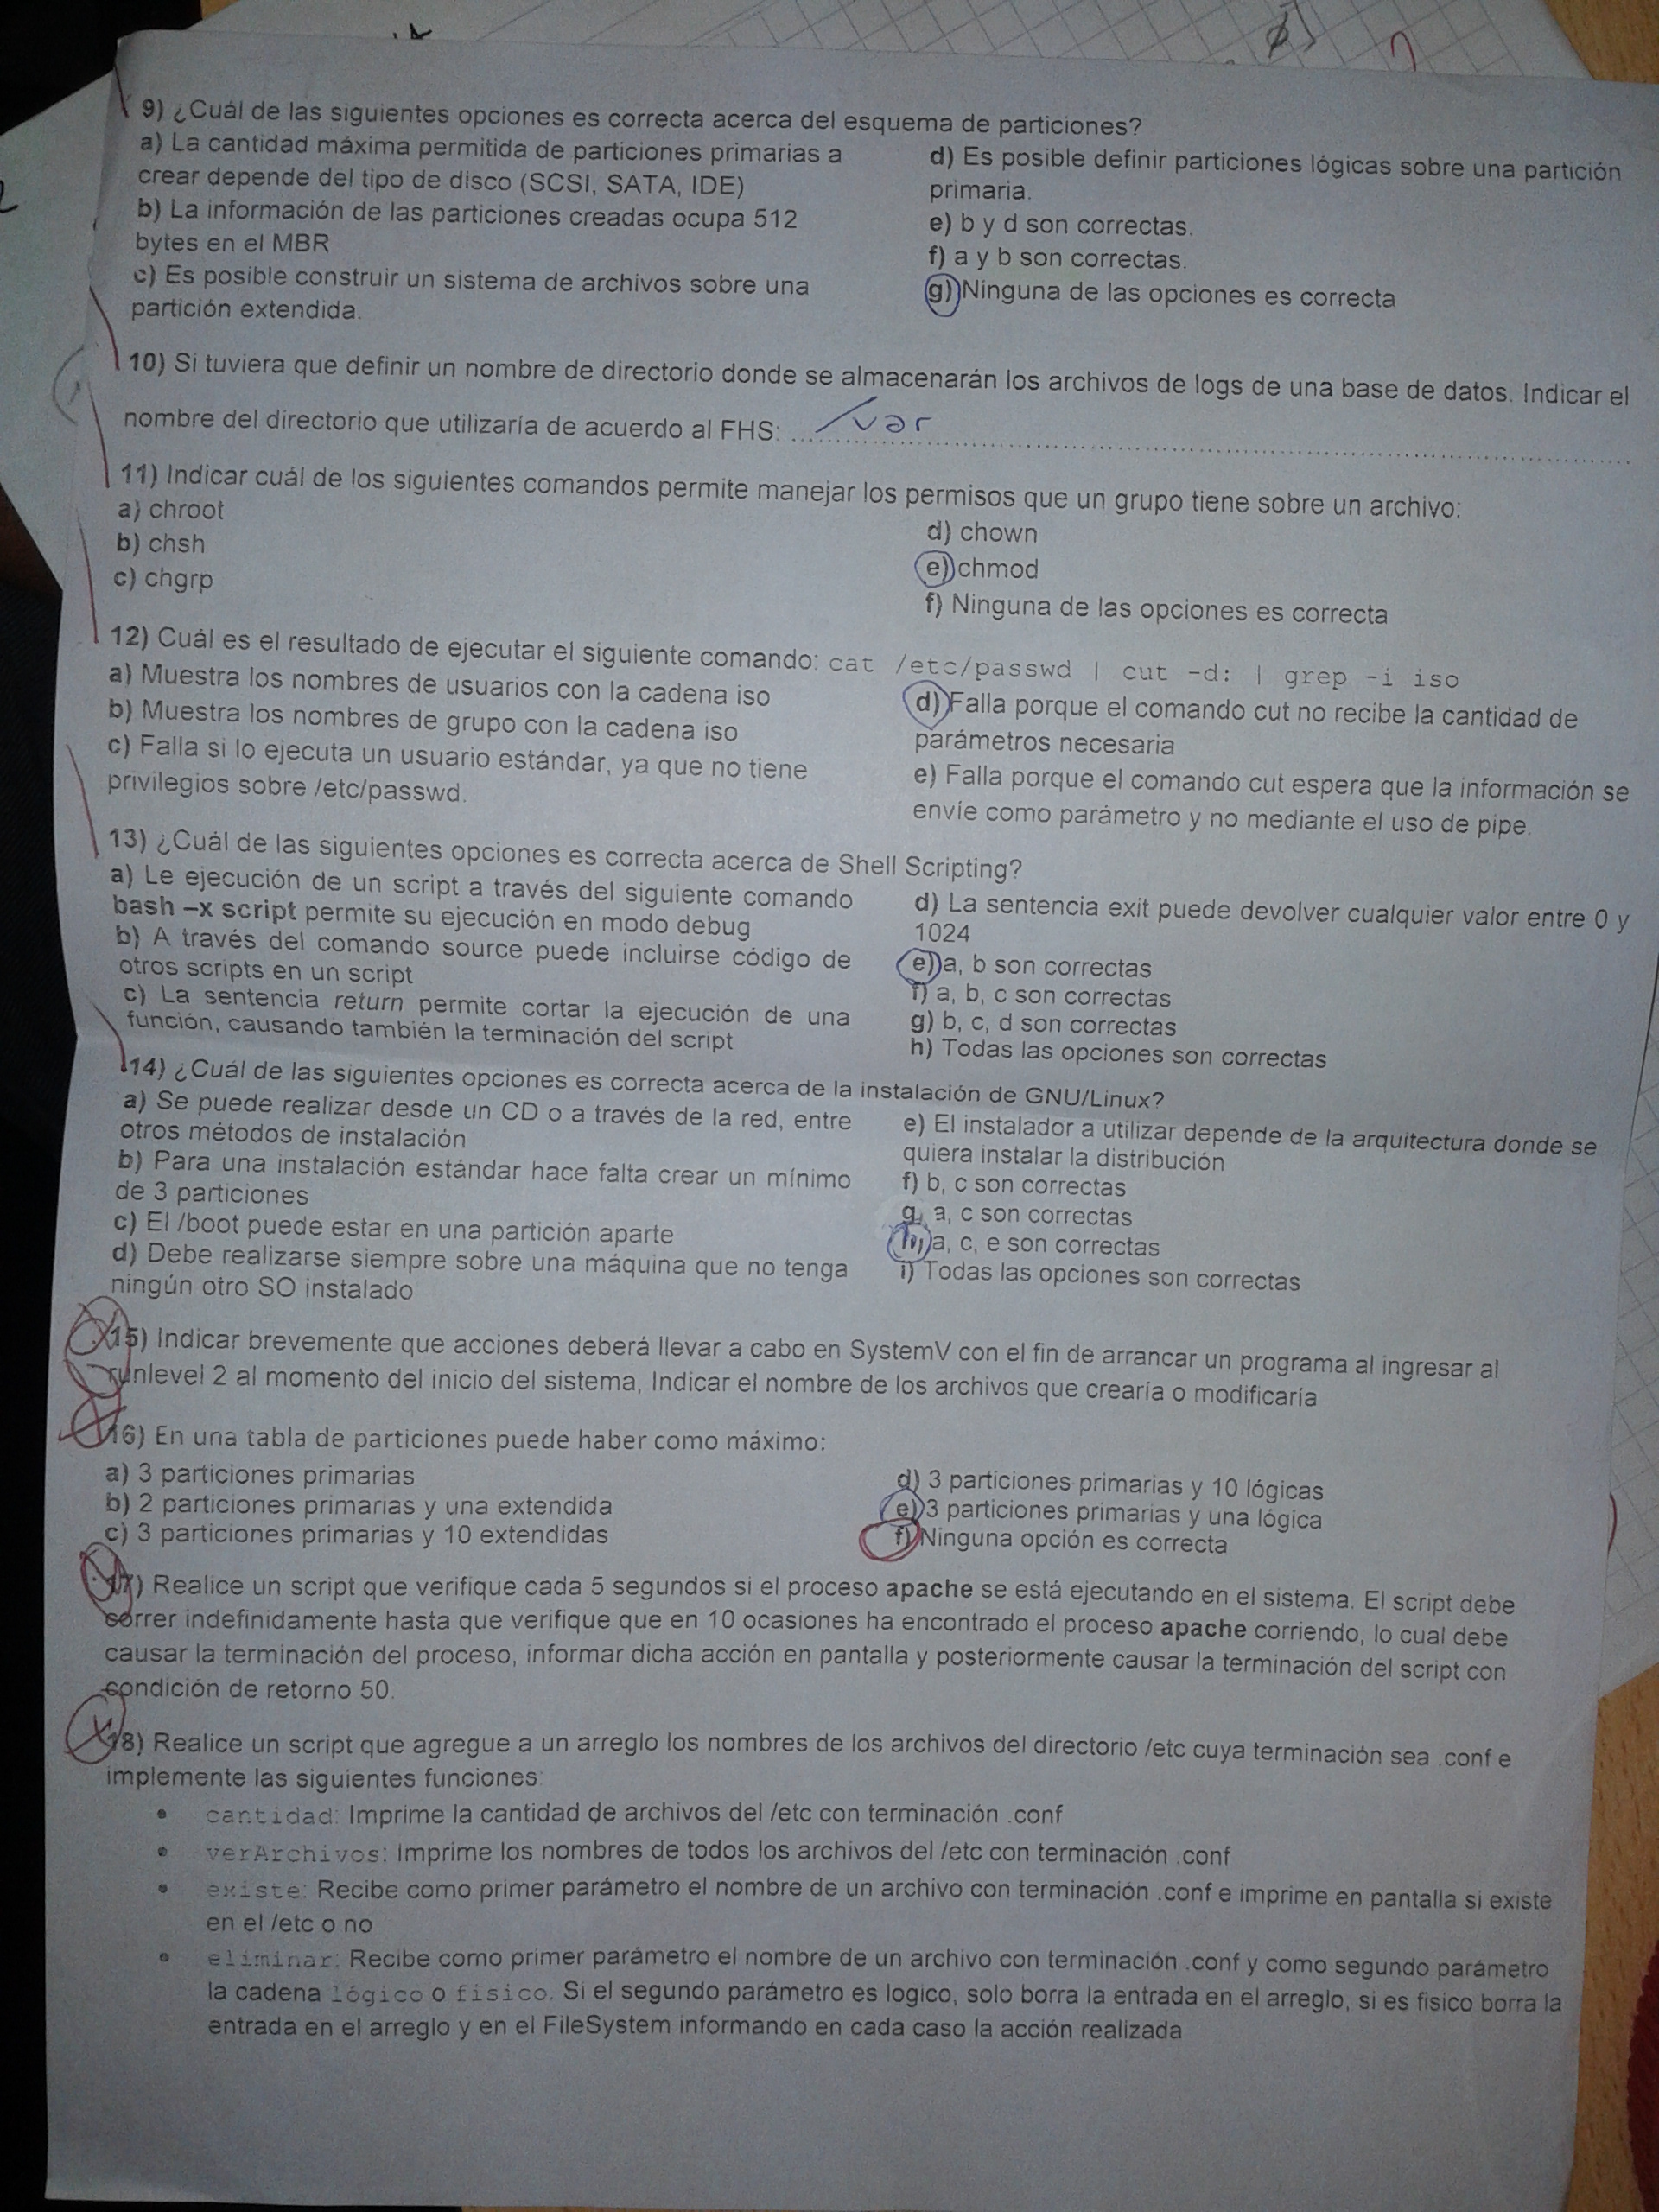 9) ¿Cuál de las siguientes opciones es correcta acerca del esquema de particiones?
a) La cantidad máxima permitida de particiones primarias a
crear depende del tipo de disco (SCSI, SATA, IDE)
b) La información de las particiones creadas ocupa 512
bytes en el MBR
c) Es posible construir un sistema de archivos sobre una
partición extendida.
d) Es posible definir particiones lógicas sobre una partición
primaria.
e) b y d son correctas.
f) a y b son correctas.
g) Ninguna de las opciones es correcta
10) Si tuviera que definir un nombre de directorio donde se almacenarán los archivos de logs de una base de datos. Indicar el
nombre del directorio que utilizaría de acuerdo al FHS: /var
11) Indicar cuál de los siguientes comandos permite manejar los permisos que un grupo tiene sobre un archivo:
a) chroot
b) chsh
c) chgrp
d) chown
e) chmod
f) Ninguna de las opciones es correcta
12) Cuál es el resultado de ejecutar el siguiente comando: cat /etc/passwd | cut -d: | grep -i iso
a) Muestra los nombres de usuarios con la cadena iso
b) Muestra los nombres de grupo con la cadena iso
c) Falla si lo ejecuta un usuario estándar, ya que no tiene
privilegios sobre /etc/passwd.
d) Falla porque el comando cut no recibe la cantidad de
parámetros necesaria
e) Falla porque el comando cut espera que la información se
envíe como parámetro y no mediante el uso de pipe.
13) ¿Cuál de las siguientes opciones es correcta acerca de Shell Scripting?
a) Le ejecución de un script a través del siguiente comando
bash –x script permite su ejecución en modo debug
b) A través del comando source puede incluirse código de
otros scripts en un script
c) La sentencia return permite cortar la ejecución de una
función, causando también la terminación del script
d) La sentencia exit puede devolver cualquier valor entre 0 y
1024
e) a, b son correctas
f) a, b, c son correctas
g) b, c, d son correctas
h) Todas las opciones son correctas
14) ¿Cuál de las siguientes opciones es correcta acerca de la instalación de GNU/Linux?
a) Se puede realizar desde un CD o a través de la red, entre
otros métodos de instalación
b) Para una instalación estándar hace falta crear un mínimo
de 3 particiones
c) El /boot puede estar en una partición aparte
d) Debe realizarse siempre sobre una máquina que no tenga
ningún otro SO instalado
e) El instalador a utilizar depende de la arquitectura donde se
quiera instalar la distribución
f) b, c son correctas
g) a, c son correctas
h) a, c, e son correctas
i) Todas las opciones son correctas
15) Indicar brevemente que acciones deberá llevar a cabo en SystemV con el fin de arrancar un programa al ingresar al
runlevel 2 al momento del inicio del sistema, Indicar el nombre de los archivos que crearía o modificaría
16) En una tabla de particiones puede haber como máximo:
a) 3 particiones primarias
b) 2 particiones primarias y una extendida
c) 3 particiones primarias y 10 extendidas
d) 3 particiones primarias y 10 lógicas
e) 3 particiones primarias y una lógica
f) Ninguna opción es correcta
17) Realice un script que verifique cada 5 segundos si el proceso apache se está ejecutando en el sistema. El script debe
correr indefinidamente hasta que verifique que en 10 ocasiones ha encontrado el proceso apache corriendo, lo cual debe
causar la terminación del proceso, informar dicha acción en pantalla y posteriormente causar la terminación del script con
condición de retorno 50.
18) Realice un script que agregue a un arreglo los nombres de los archivos del directorio /etc cuya terminación sea .conf e
implemente las siguientes funciones:
• cantidad: Imprime la cantidad de archivos del /etc con terminación .conf
• verArchivos: Imprime los nombres de todos los archivos del /etc con terminación .conf
• existe: Recibe como primer parámetro el nombre de un archivo con terminación .conf e imprime en pantalla si existe
en el /etc o no
• eliminar: Recibe como primer parámetro el nombre de un archivo con terminación .conf y como segundo parámetro
la cadena lógico o fisico. Si el segundo parámetro es logico, solo borra la entrada en el arreglo, si es fisico borra la
entrada en el arreglo y en el FileSystem informando en cada caso la acción realizada